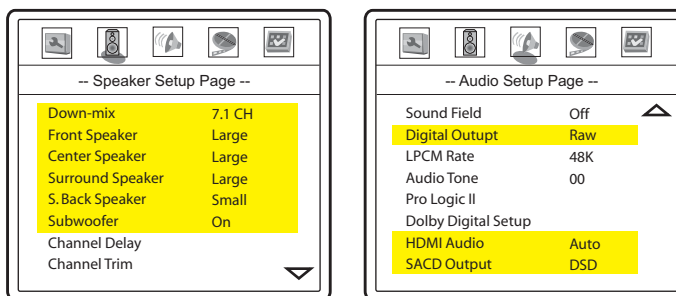 -- Speaker Setup Page --
Down-mix 7.1 CH
Front Speaker Large
Center Speaker Large
Surround Speaker Large
S. Back Speaker Small
Subwoofer On
Channel Delay
Channel Trim
-- Audio Setup Page --
Sound Field Off
Digital Outupt Raw
LPCM Rate 48K
Audio Tone 00
Pro Logic II
Dolby Digital Setup
HDMI Audio Auto
SACD Output DSD